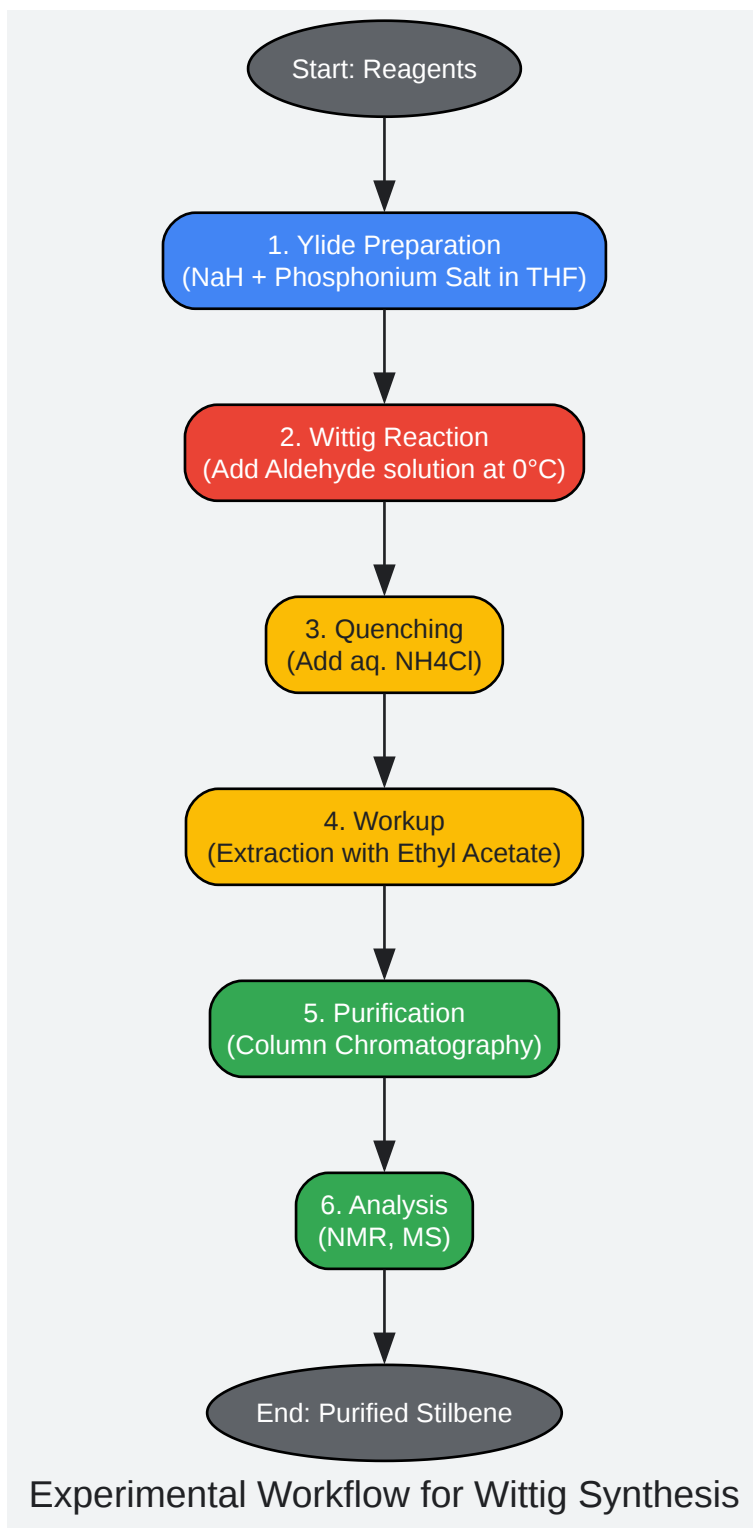 Start: Reagents
1. Ylide Preparation
(NaH + Phosphonium Salt in THF)
2. Wittig Reaction
(Add Aldehyde solution at 0°C)
3. Quenching
(Add aq. NH4Cl)
4. Workup
(Extraction with Ethyl Acetate)
5. Purification
(Column Chromatography)
6. Analysis
(NMR, MS)
End: Purified Stilbene
Experimental Workflow for Wittig Synthesis